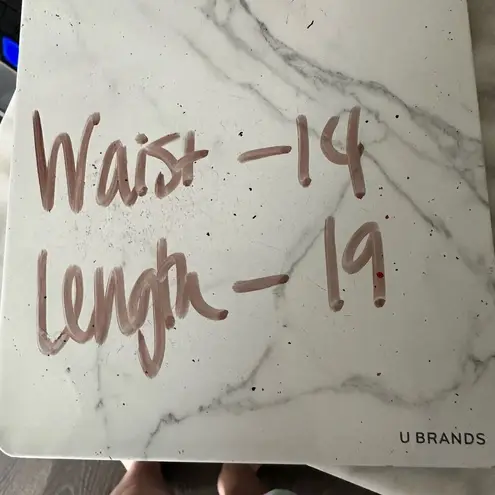 Waist - 14
Length - 19
U BRANDS